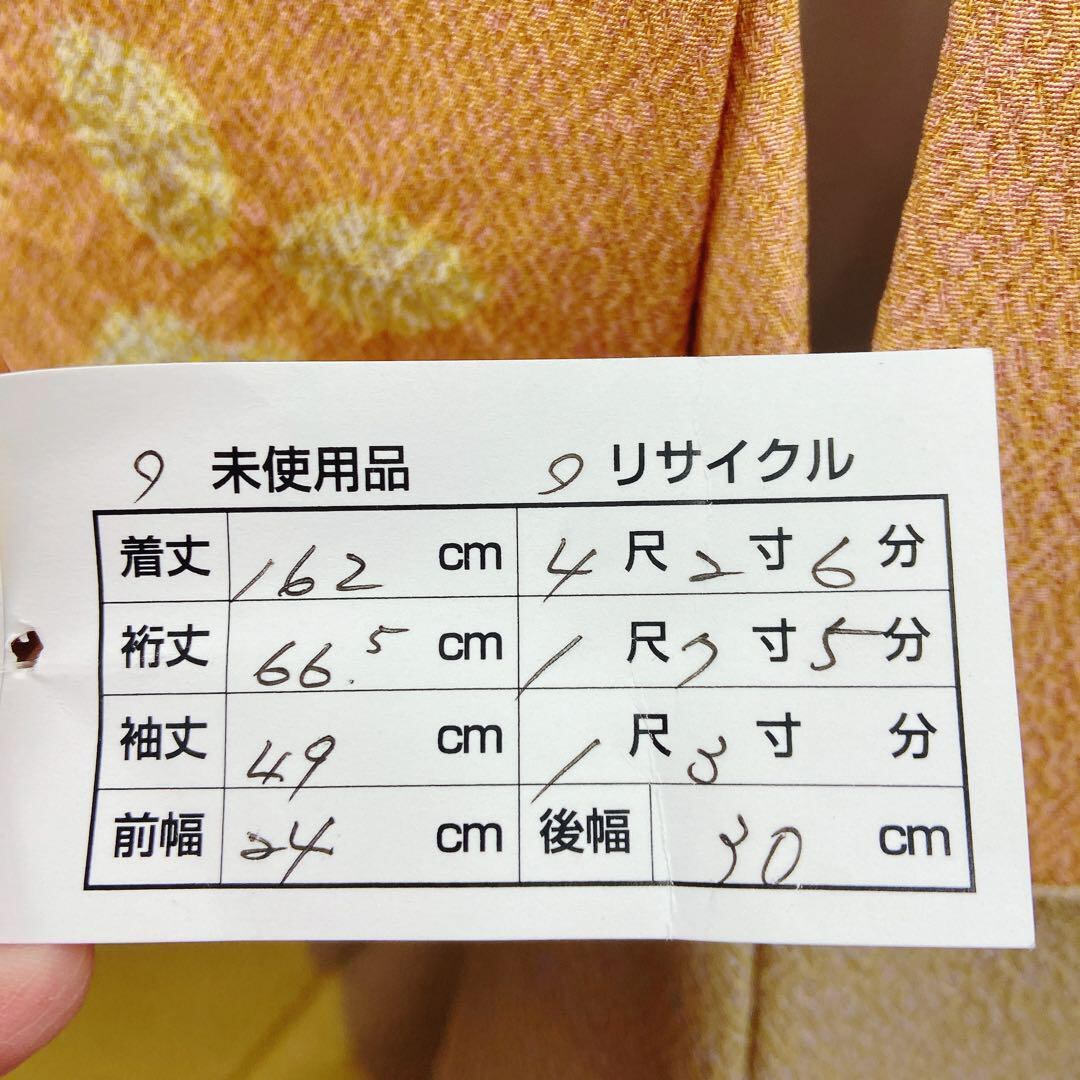 9 未使用品 9 リサイクル
着丈 162 cm 4尺2寸6分
裄丈 66.5 cm 1尺7寸5分
袖丈 49 cm 1尺3寸 分
前幅 24 cm 後幅 30 cm